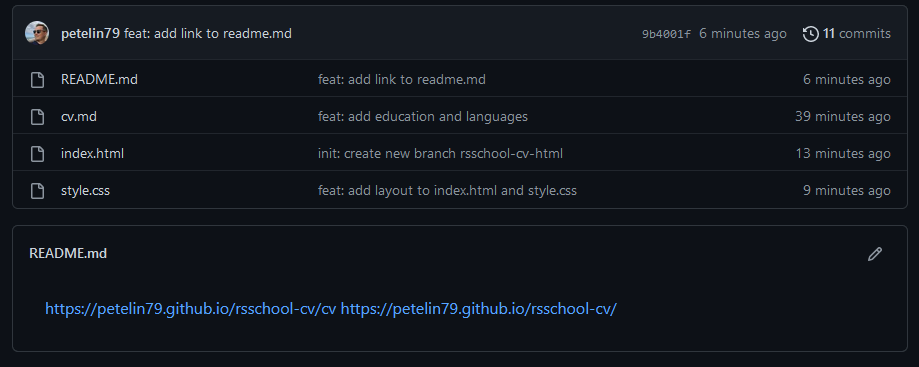 petelin79 feat: add link to readme.md 9b4001f 6 minutes ago 11 commits
README.md feat: add link to readme.md 6 minutes ago
cv.md feat: add education and languages 39 minutes ago
index.html init: create new branch rsschool-cv-html 13 minutes ago
style.css feat: add layout to index.html and style.css 9 minutes ago
README.md
https://petelin79.github.io/rsschool-cv/cv https://petelin79.github.io/rsschool-cv/